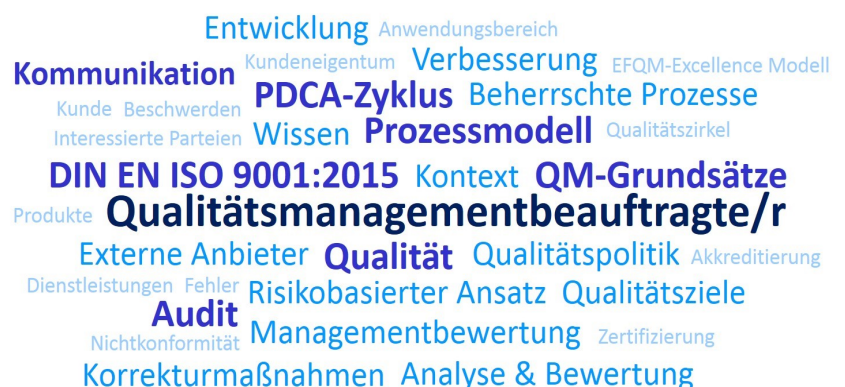 Entwicklung Anwendungsbereich
Kommunikation Kundeneigentum Verbesserung EFQM-Excellence Modell
Kunde Beschwerden PDCA-Zyklus Beherrschte Prozesse
Interessierte Parteien Wissen Prozessmodell Qualitätszirkel
DIN EN ISO 9001:2015 Kontext QM-Grundsätze
Produkte Qualitätsmanagementbeauftragte/r
Externe Anbieter Qualität Qualitätspolitik Akkreditierung
Dienstleistungen Fehler Risikobasierter Ansatz Qualitätsziele
Audit
Nichtkonformität Managementbewertung Zertifizierung
Korrekturmaßnahmen Analyse & Bewertung